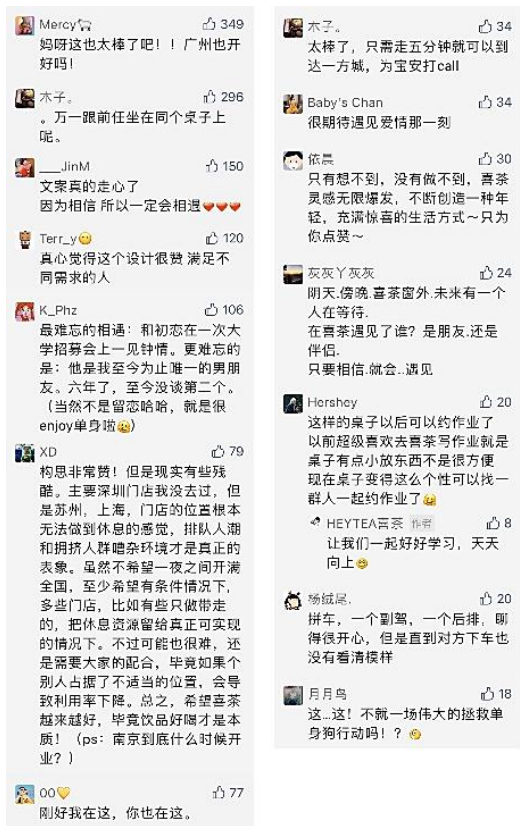 Mercy🐑 349
妈呀这也太棒了吧！！广州也开
好吗！
木子。 296
。万一跟前任坐在同个桌子上
呢。
___JinM 150
文案真的走心了
因为相信 所以一定会相遇❤❤❤
Terr_y😶 120
真心觉得这个设计很赞 满足不
同需求的人
K_Phz 106
最难忘的相遇：和初恋在一次大
学招募会上一见钟情。更难忘的
是：他是我至今为止唯一的男朋
友。六年了，至今没谈第二个。
（当然不是留恋哈哈，就是很
enjoy单身啦）
XD 79
构思非常赞！但是现实有些残
酷。主要深圳门店我没去过，但
是苏州，上海，门店的位置根本
无法做到休息的感觉，排队人潮
和拥挤人群嘈杂环境才是真正的
表象。虽然不希望一夜之间开满
全国，至少希望有条件情况下，
多些门店，比如有些只做带走
的，把休息资源留给真正可实现
的情况下。不过可能也很难，还
是需要大家的配合，毕竟如果个
别人占据了不适当的位置，会导
致利用率下降。总之，希望喜茶
越来越好，毕竟饮品好喝才是本
质！（ps：南京到底什么时候开
业？）
00💛 77
刚好我在这，你也在这。
木子。 34
太棒了，只需走五分钟就可以到
达一方城，为宝安打call
Baby's Chan 34
很期待遇见爱情那一刻
依晨 30
只有想不到，没有做不到，喜茶
灵感无限爆发，不断创造一种年
轻，充满惊喜的生活方式～只为
你点赞～
灰灰丫灰灰 24
阴天.傍晚.喜茶窗外.未来有一个
人在等待.
在喜茶遇见了谁？是朋友.还是
伴侣.
只要相信.就会..遇见
Hershey 20
这样的桌子以后可以约作业了
以前超级喜欢去喜茶写作业就是
桌子有点小放东西不是很方便
现在桌子变得这么个性可以找一
群人一起约作业了
HEYTEA喜茶 作者 8
让我们一起好好学习，天天
向上
杨绒尾. 20
拼车，一个副驾，一个后排，聊
得很开心，但是直到对方下车也
没有看清模样
月月鸟 18
这...这！不就一场伟大的拯救单
身狗行动吗！？